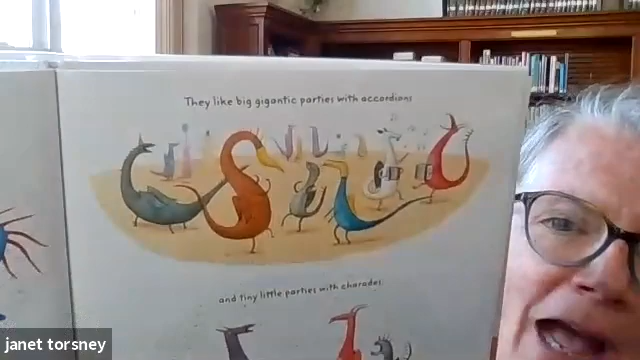 They like big gigantic parties with accordions
and tiny little parties with charades.
janet torsney